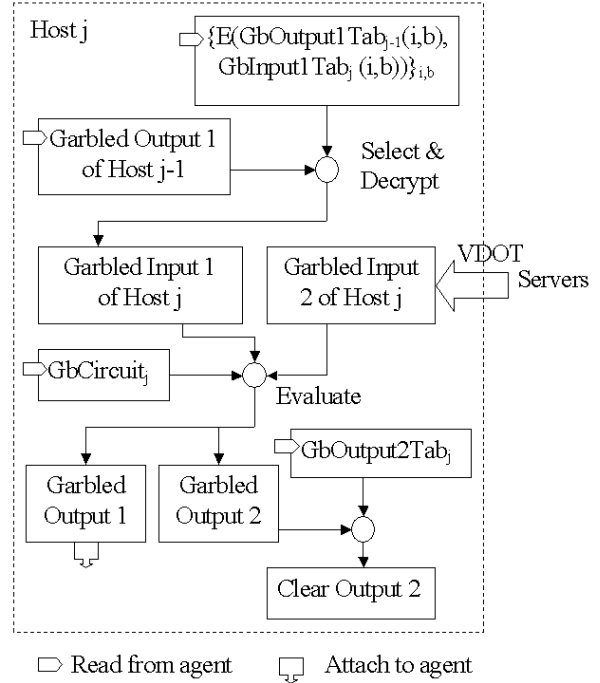 Host j
{E(GbOutput1Tabj-1(i,b),
GbInput1Tabj (i,b))}i,b
Garbled Output 1
of Host j-1
Select &
Decrypt
Garbled Input 1
of Host j
Garbled Input
2 of Host j
VDOT
Servers
GbCircuitj
Evaluate
GbOutput2Tabj
Garbled
Output 1
Garbled
Output 2
Clear Output 2
Read from agent
Attach to agent